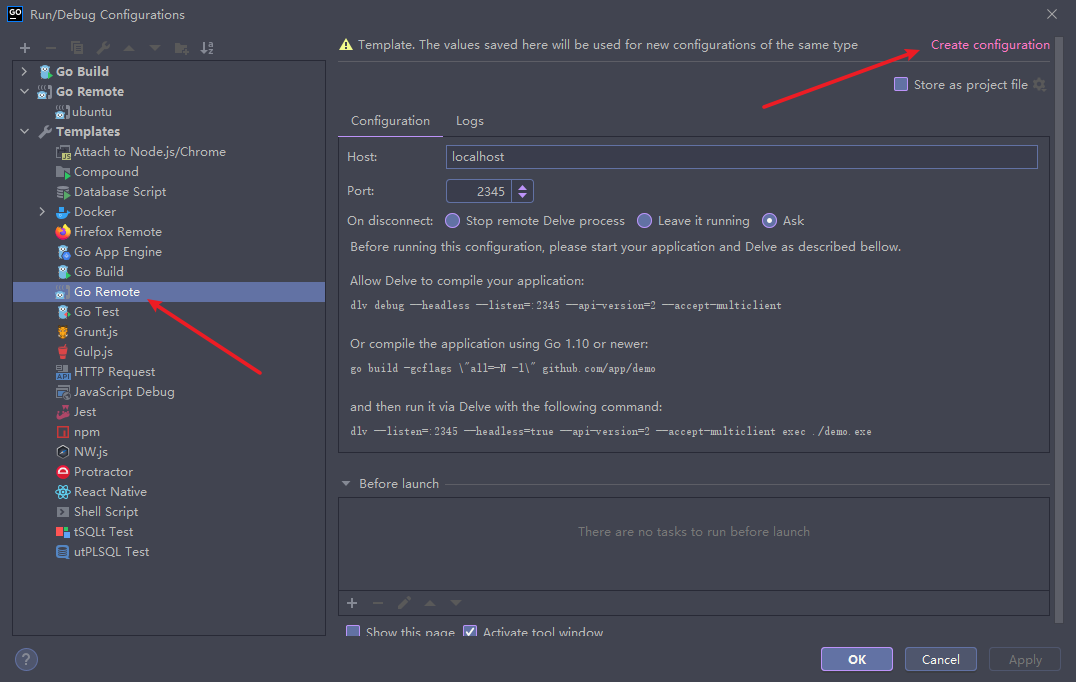 GO Run/Debug Configurations
Go Build
Go Remote
ubuntu
Templates
Attach to Node.js/Chrome
Compound
Database Script
Docker
Firefox Remote
Go App Engine
Go Build
Go Remote
Go Test
Grunt.js
Gulp.js
HTTP Request
JavaScript Debug
Jest
npm
NW.js
Protractor
React Native
Shell Script
tSQLt Test
utPLSQL Test
Template. The values saved here will be used for new configurations of the same type
Create configuration
Store as project file
Configuration Logs
Host: localhost
Port: 2345
On disconnect: Stop remote Delve process Leave it running Ask
Before running this configuration, please start your application and Delve as described bellow.
Allow Delve to compile your application:
dlv debug --headless --listen=:2345 --api-version=2 --accept-multiclient
Or compile the application using Go 1.10 or newer:
go build -gcflags \"all=-N -l\" github.com/app/demo
and then run it via Delve with the following command:
dlv --listen=:2345 --headless=true --api-version=2 --accept-multiclient exec ./demo.exe
Before launch
There are no tasks to run before launch
Show this page Activate tool window
? OK Cancel Apply